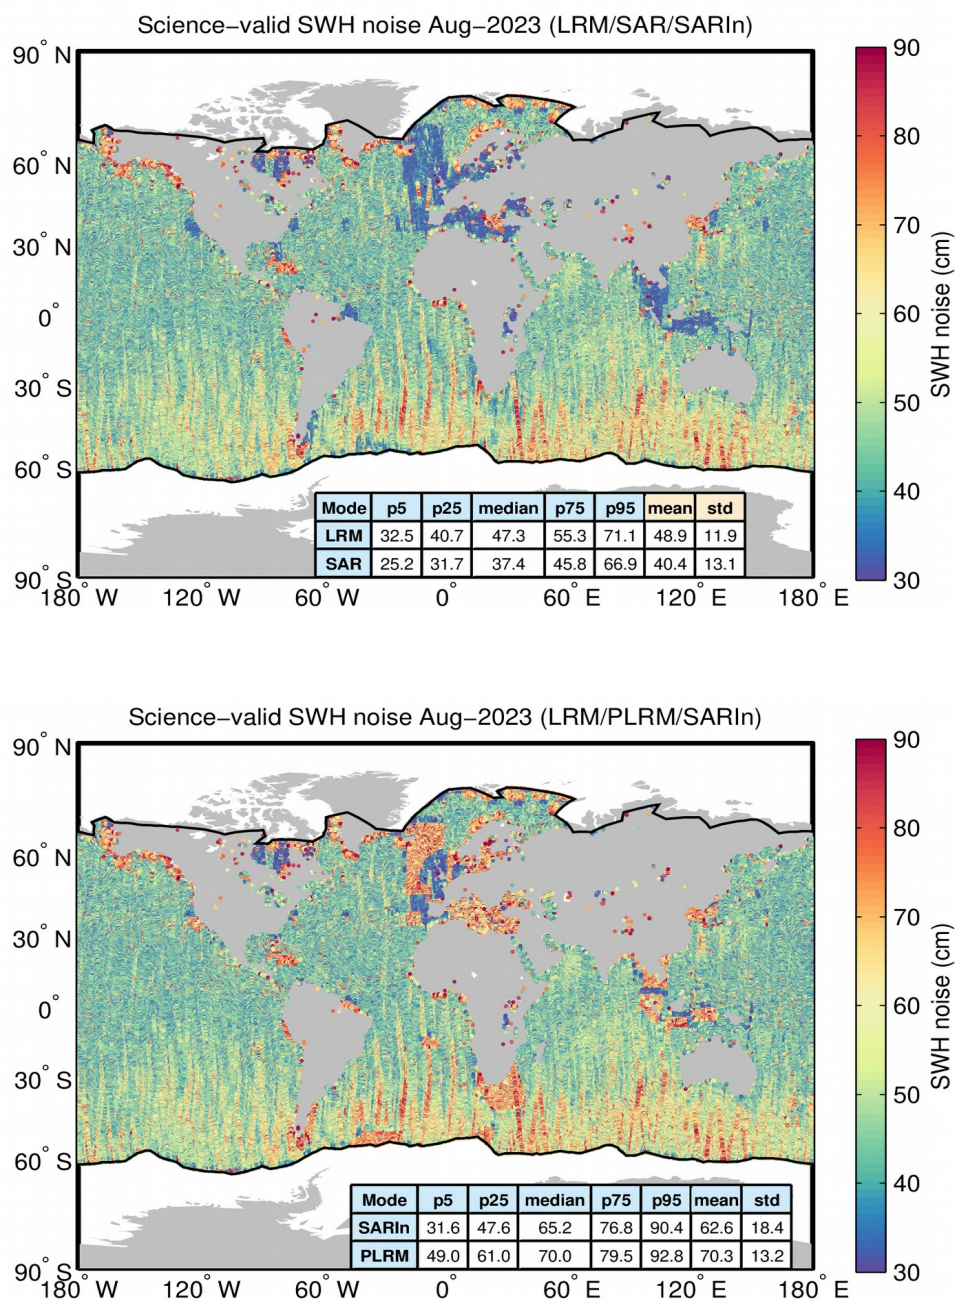 Science−valid SWH noise Aug−2023 (LRM/SAR/SARIn)
90° N
60° N
30° N
0°
30° S
60° S
90° S
180° W 120° W 60° W 0° 60° E 120° E 180° E
Mode p5 p25 median p75 p95 mean std
LRM 32.5 40.7 47.3 55.3 71.1 48.9 11.9
SAR 25.2 31.7 37.4 45.8 66.9 40.4 13.1
90
80
70
60
50
40
30
SWH noise (cm)
Science−valid SWH noise Aug−2023 (LRM/PLRM/SARIn)
90° N
60° N
30° N
0°
30° S
60° S
90° S
180° W 120° W 60° W 0° 60° E 120° E 180° E
Mode p5 p25 median p75 p95 mean std
SARIn 31.6 47.6 65.2 76.8 90.4 62.6 18.4
PLRM 49.0 61.0 70.0 79.5 92.8 70.3 13.2
90
80
70
60
50
40
30
SWH noise (cm)